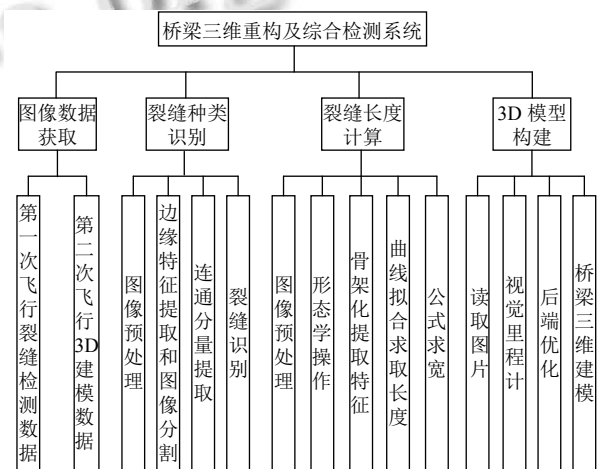 桥梁三维重构及综合检测系统
图像数据
获取
裂缝种类
识别
裂缝长度
计算
3D 模型
构建
第一次飞行裂缝检测数据
第二次飞行3D建模数据
图像预处理
边缘特征提取和图像分割
连通分量提取
裂缝识别
图像预处理
形态学操作
骨架化提取特征
曲线拟合求取长度
公式求宽
读取图片
视觉里程计
后端优化
桥梁三维建模